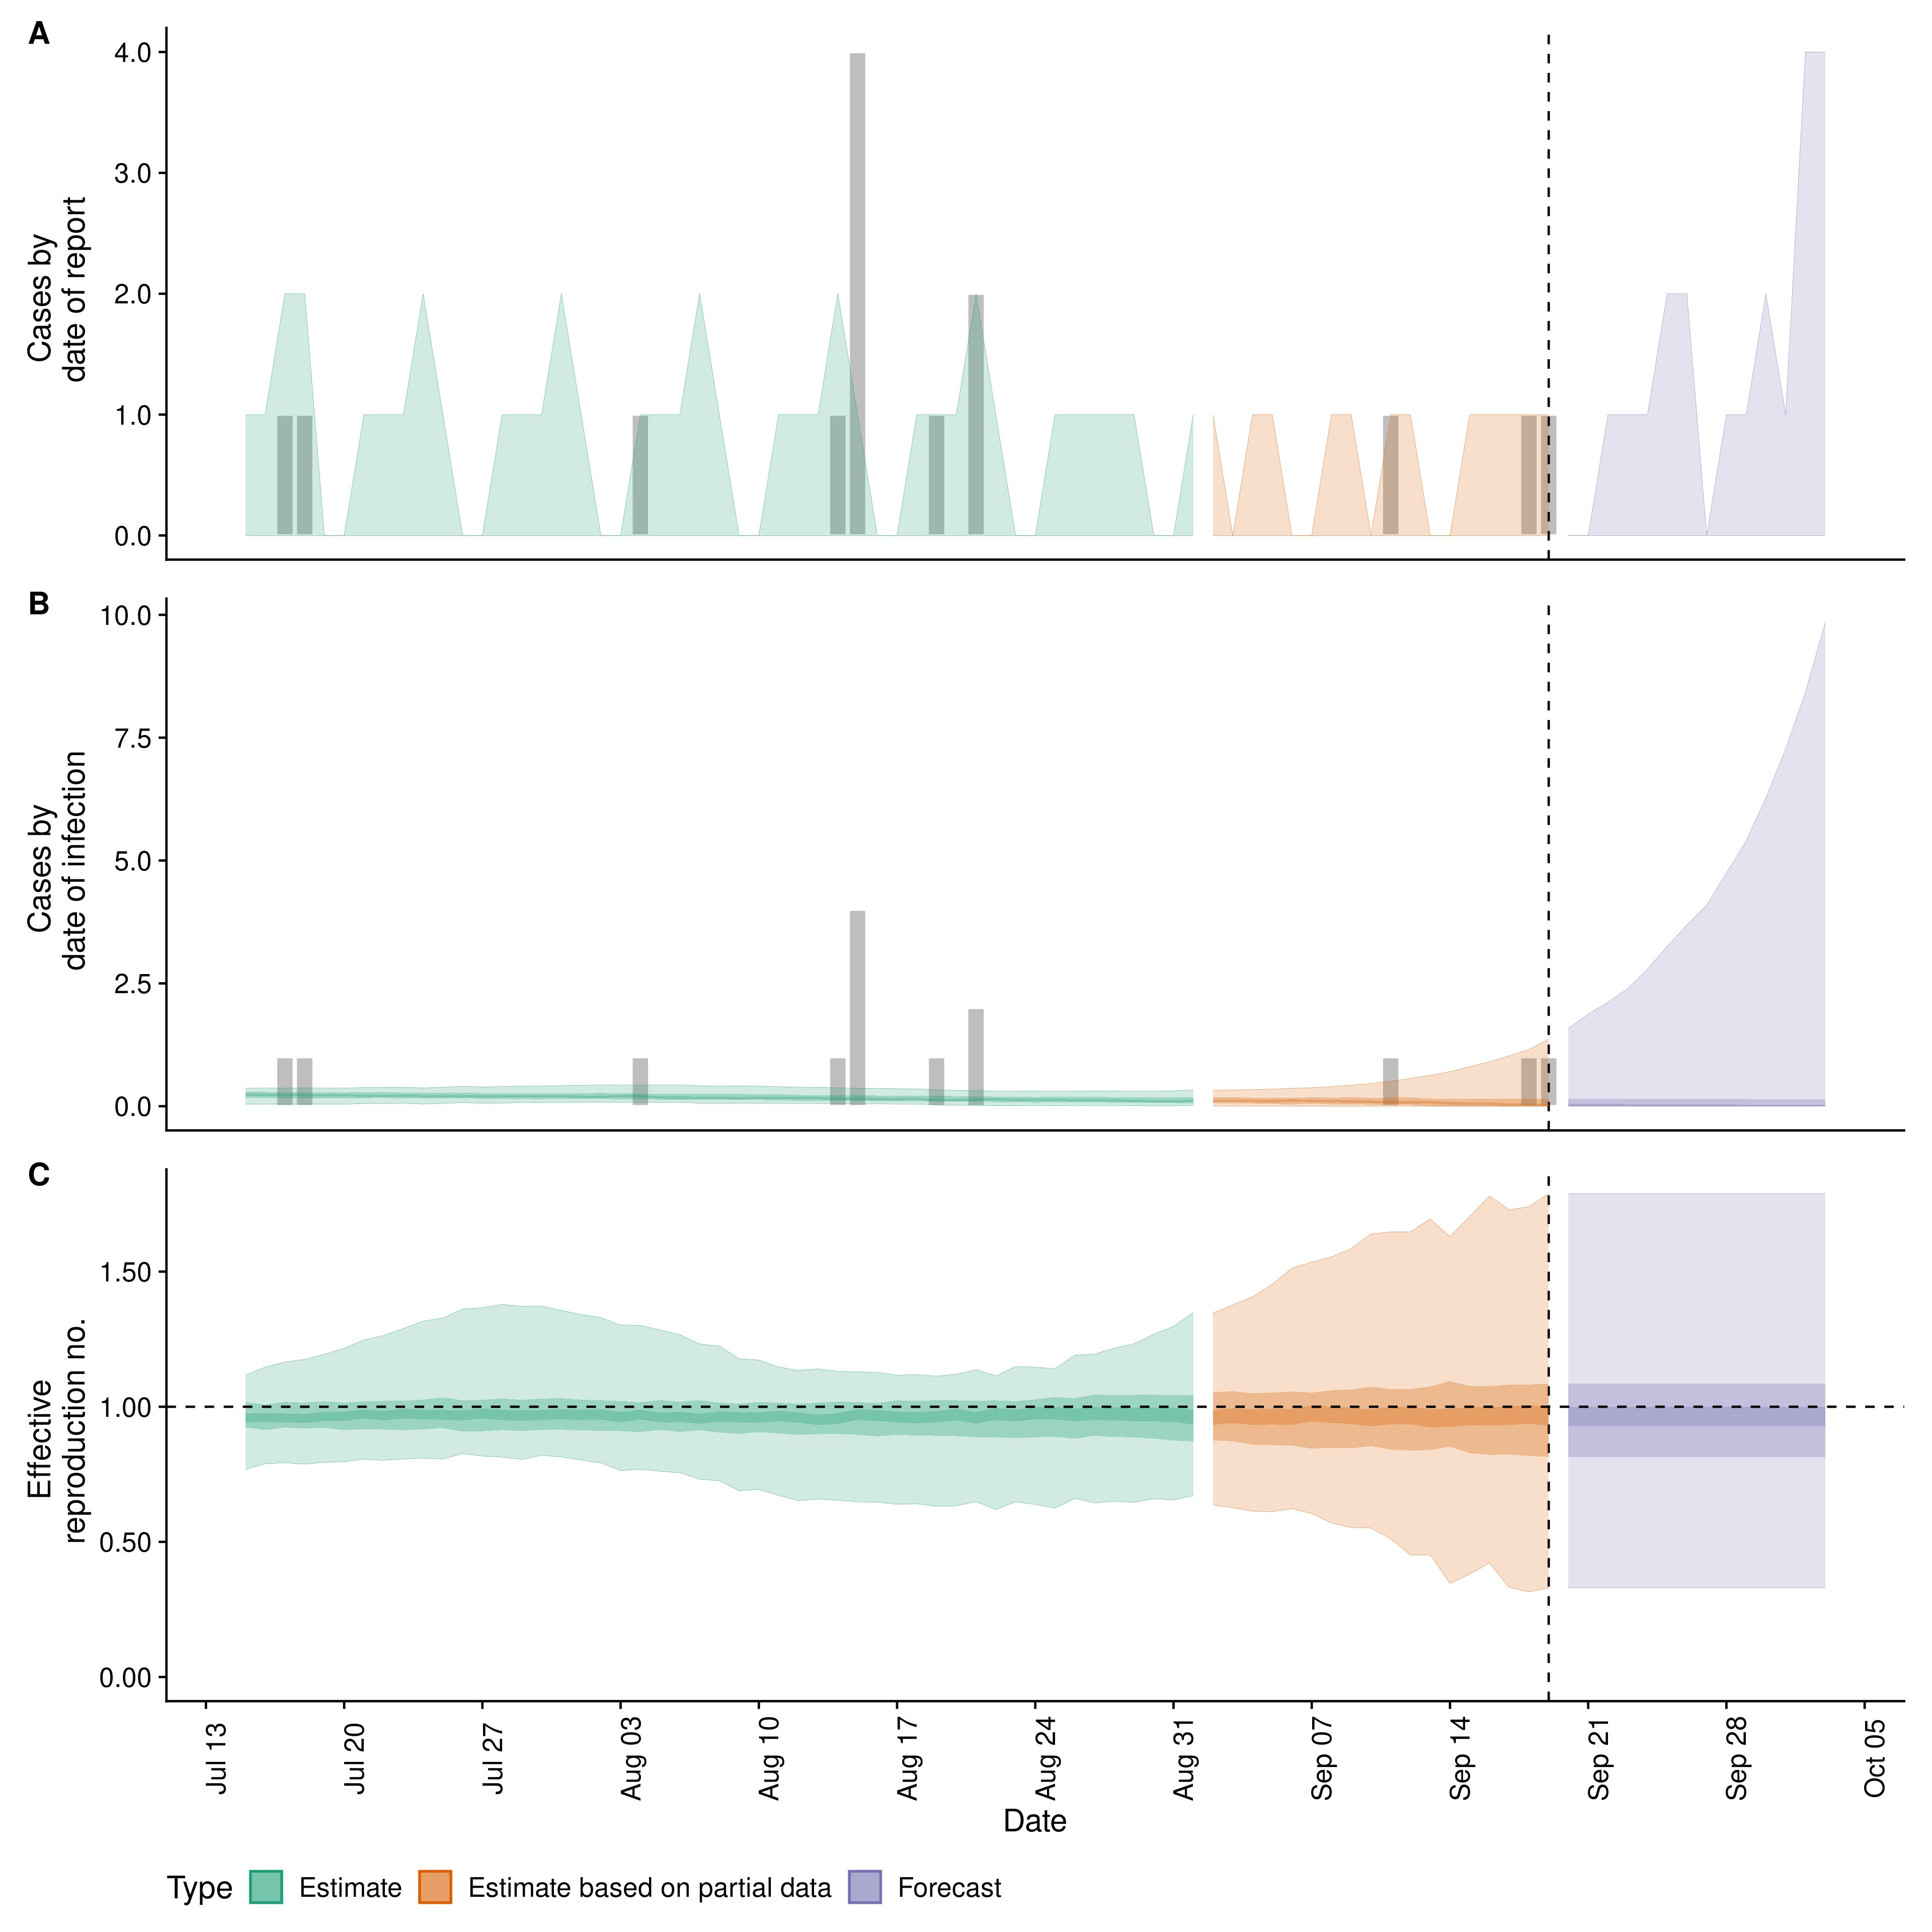 A
Cases by
date of report
4.0
3.0
2.0
1.0
0.0
B
Cases by
date of infection
10.0
7.5
5.0
2.5
0.0
C
Effective
reproduction no.
1.50
1.00
0.50
0.00
Jul 13
Jul 20
Jul 27
Aug 03
Aug 10
Aug 17
Aug 24
Aug 31
Sep 07
Sep 14
Sep 21
Sep 28
Oct 05
Date
Type Estimate Estimate based on partial data Forecast